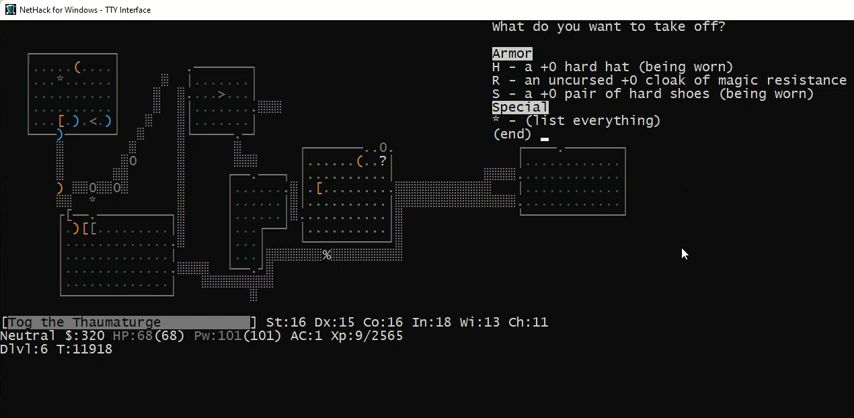 NetHack for Windows - TTY Interface
What do you want to take off?
Armor
H - a +0 hard hat (being worn)
R - an uncursed +0 cloak of magic resistance
S - a +0 pair of hard shoes (being worn)
Special
* - (list everything)
(end)
[Tog the Thaumaturge ] St:16 Dx:15 Co:16 In:18 Wi:13 Ch:11
Neutral $:320 HP:68(68) Pw:101(101) AC:1 Xp:9/2565
Dlvl:6 T:11918